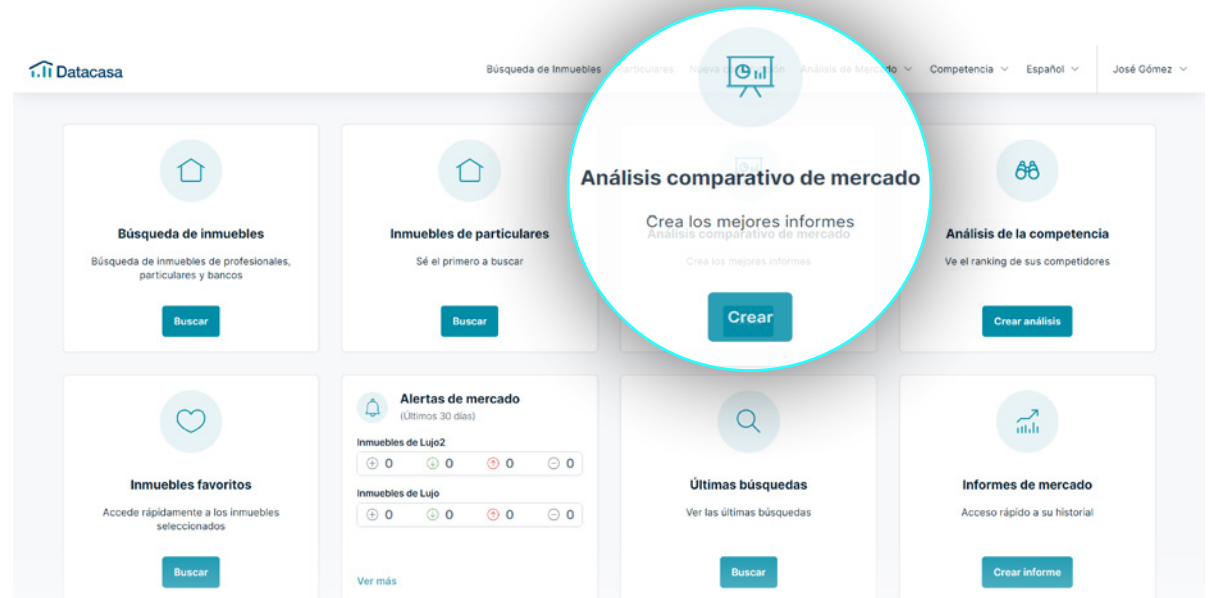 Datacasa
Búsqueda de Inmuebles
Particulares
Análisis de Mercado
Competencia
Español
José Gómez
Búsqueda de inmuebles
Búsqueda de inmuebles de profesionales,
particulares y bancos
Buscar
Inmuebles de particulares
Sé el primero a buscar
Buscar
Análisis comparativo de mercado
Crea los mejores informes
Análisis comparativo de mercado
Crea los mejores informes
Crear
Análisis de la competencia
Ve el ranking de sus competidores
Crear análisis
Inmuebles favoritos
Accede rápidamente a los inmuebles
seleccionados
Buscar
Alertas de mercado
(Últimos 30 días)
Inmuebles de Lujo2
0 0 0 0
Inmuebles de Lujo
0 0 0 0
Ver más
Últimas búsquedas
Ver las últimas búsquedas
Buscar
Informes de mercado
Acceso rápido a su historial
Crear informe